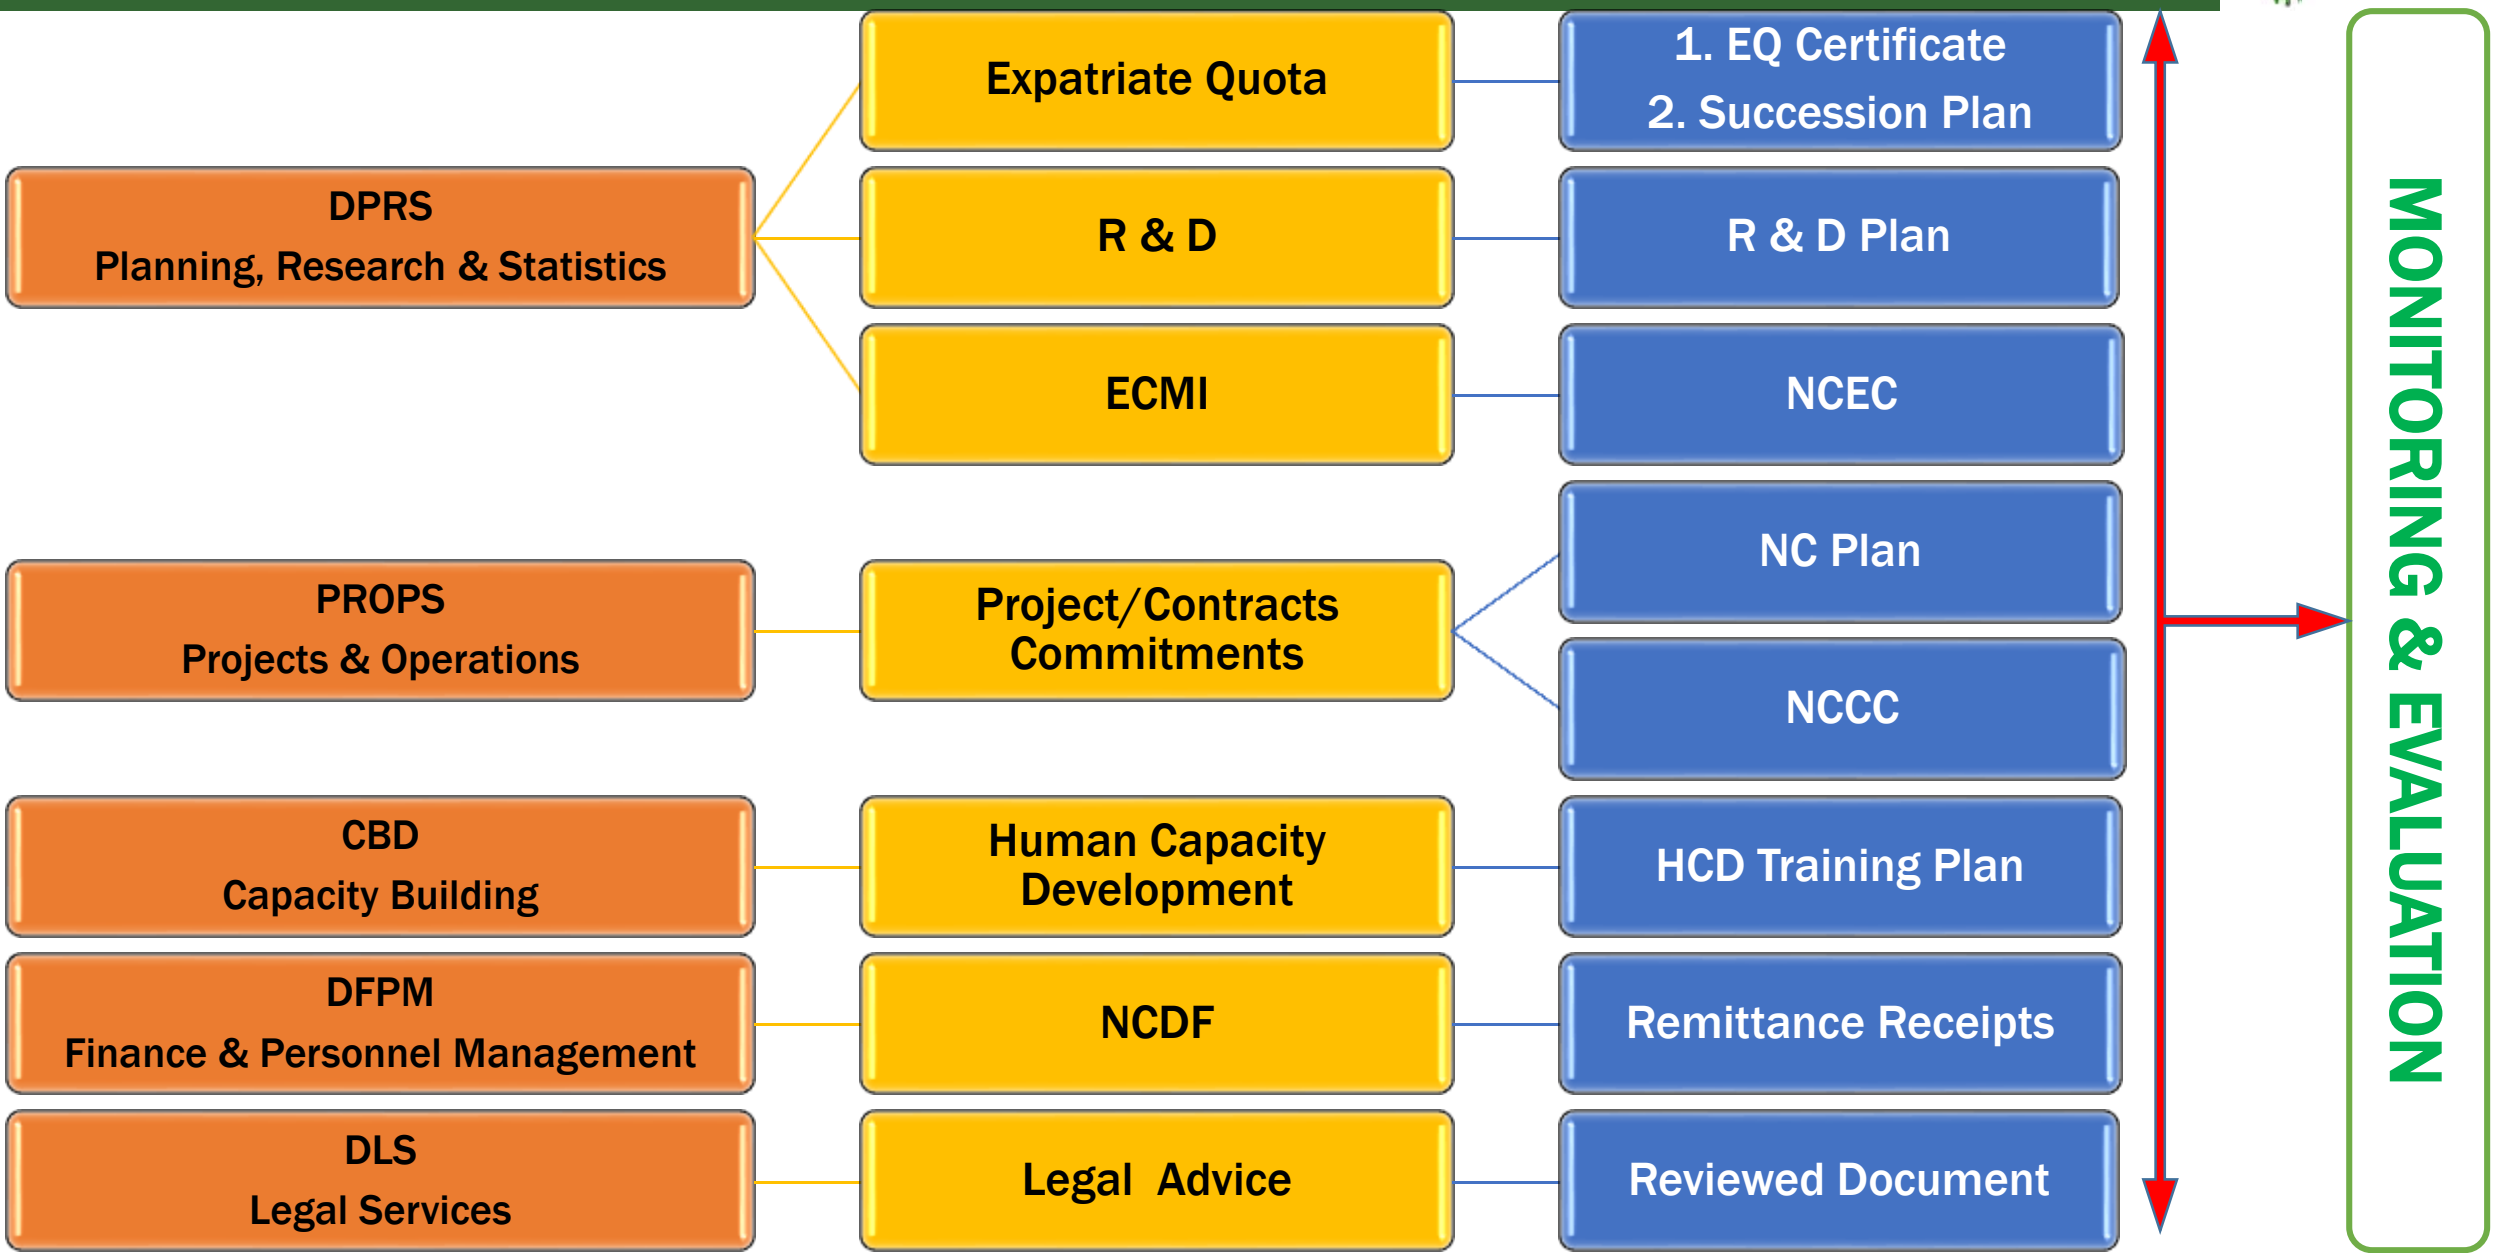 Expatriate Quota
1. EQ Certificate
2. Succession Plan
DPRS
Planning, Research & Statistics
R & D
R & D Plan
ECMI
NCEC
PROPS
Projects & Operations
Project/Contracts
Commitments
NC Plan
NCCC
CBD
Capacity Building
Human Capacity
Development
HCD Training Plan
DFPM
Finance & Personnel Management
NCDF
Remittance Receipts
DLS
Legal Services
Legal  Advice
Reviewed Document
MONITORING & EVALUATION